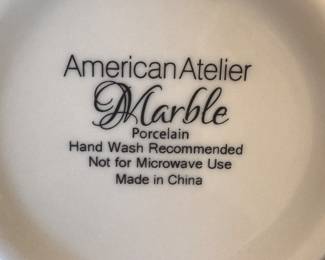 American Atelier
Marble
Porcelain
Hand Wash Recommended
Not for Microwave Use
Made in China